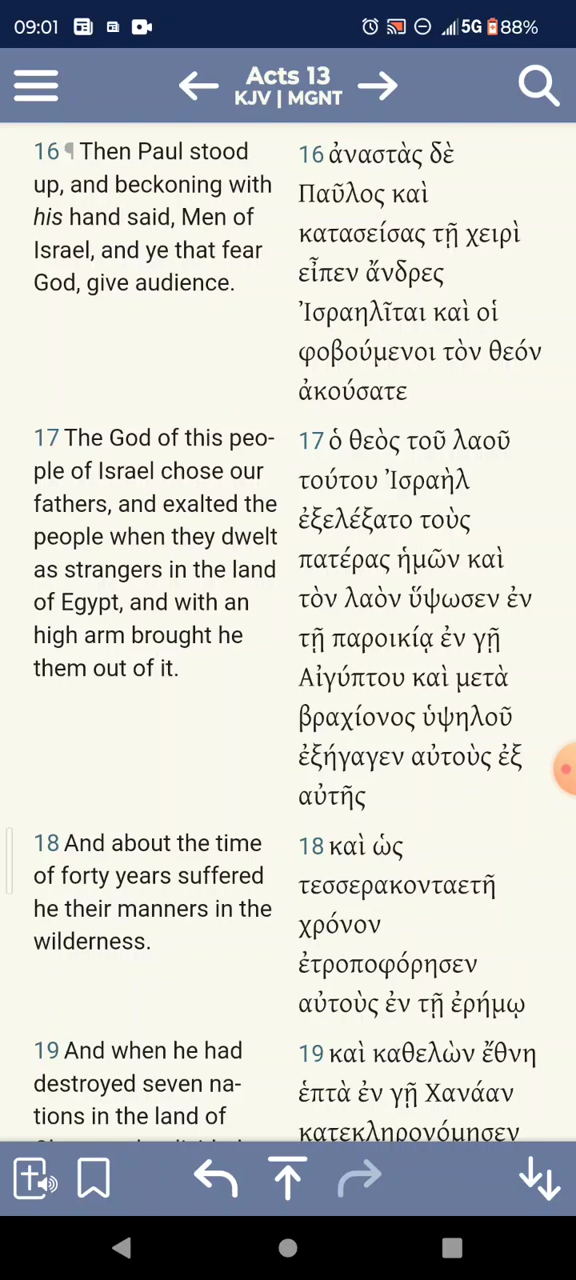 09:01 5G 88%
Acts 13
KJV | MGNT
16 ¶ Then Paul stood
up, and beckoning with
his hand said, Men of
Israel, and ye that fear
God, give audience.
16 ἀναστὰς δὲ
Παῦλος καὶ
κατασείσας τῇ χειρὶ
εἶπεν ἄνδρες
Ἰσραηλῖται καὶ οἱ
φοβούμενοι τὸν θεόν
ἀκούσατε
17 The God of this peo-
ple of Israel chose our
fathers, and exalted the
people when they dwelt
as strangers in the land
of Egypt, and with an
high arm brought he
them out of it.
17 ὁ θεὸς τοῦ λαοῦ
τούτου Ἰσραὴλ
ἐξελέξατο τοὺς
πατέρας ἡμῶν καὶ
τὸν λαὸν ὕψωσεν ἐν
τῇ παροικίᾳ ἐν γῇ
Αἰγύπτου καὶ μετὰ
βραχίονος ὑψηλοῦ
ἐξήγαγεν αὐτοὺς ἐξ
αὐτῆς
18 And about the time
of forty years suffered
he their manners in the
wilderness.
18 καὶ ὡς
τεσσερακονταετῆ
χρόνον
ἐτροποφόρησεν
αὐτοὺς ἐν τῇ ἐρήμῳ
19 And when he had
destroyed seven na-
tions in the land of
19 καὶ καθελὼν ἔθνη
ἑπτὰ ἐν γῇ Χανάαν
κατεκληρονόμησεν